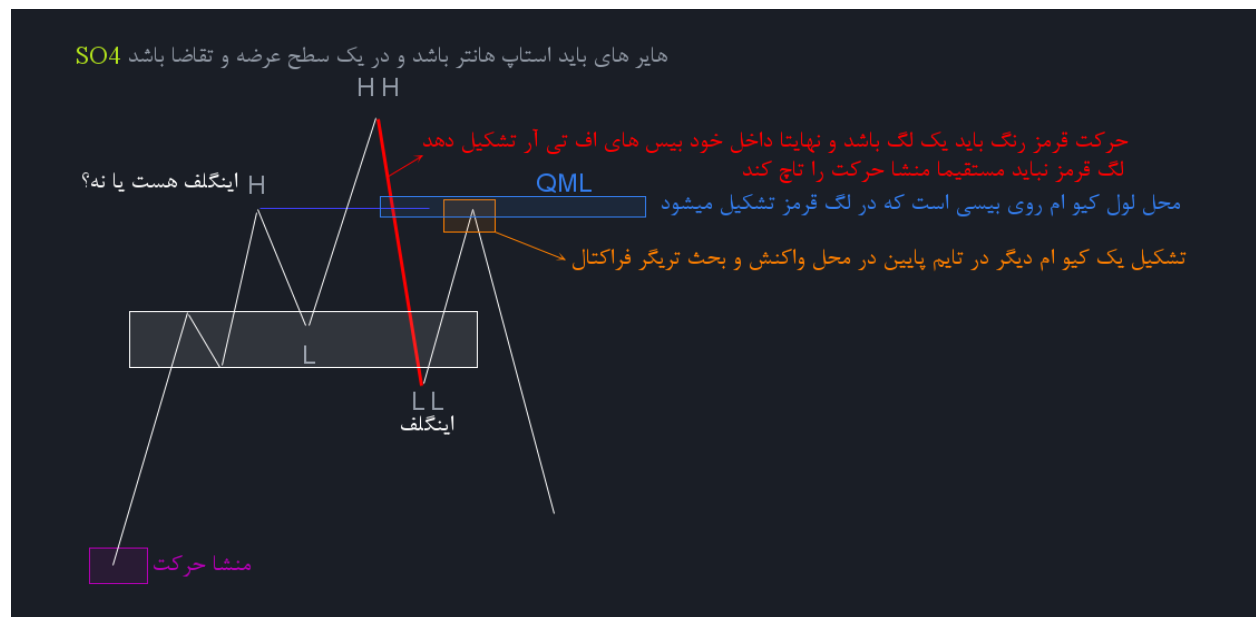 هایر های باید استاپ هانتر باشد و در یک سطح عرضه و تقاضا باشد SO4
H H
حرکت قرمز رنگ باید یک لگ باشد و نهایتا داخل خود بیس های اف تی آر تشکیل دهد
لگ قرمز نباید مستقیما منشا حرکت را تاچ کند
اینگلف هست یا نه؟ H
QML
محل لول کیو ام روی بیسی است که در لگ قرمز تشکیل میشود
تشکیل یک کیو ام دیگر در تایم پایین در محل واکنش و بحث تریگر فراکتال
L
L L
اینگلف
منشا حرکت